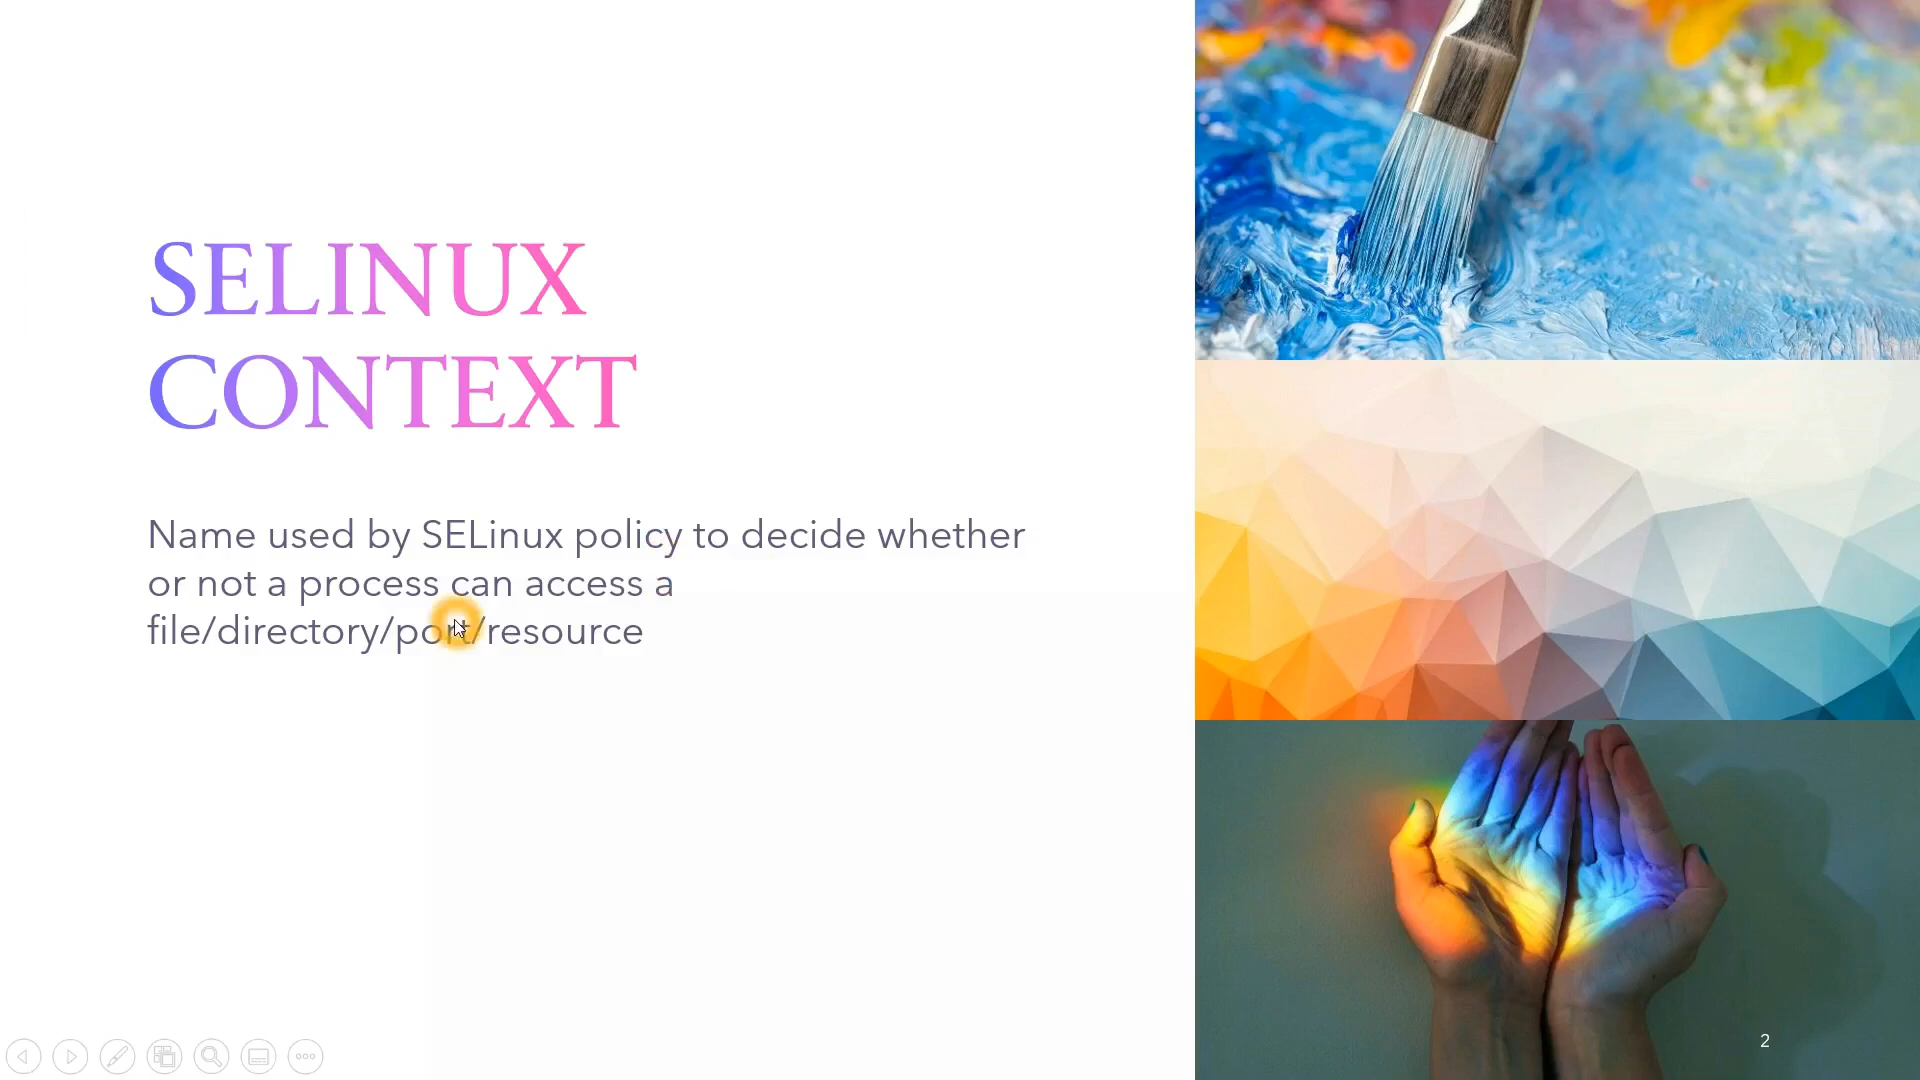 SELINUX
CONTEXT
Name used by SELinux policy to decide whether
or not a process can access a
file/directory/port/resource
2